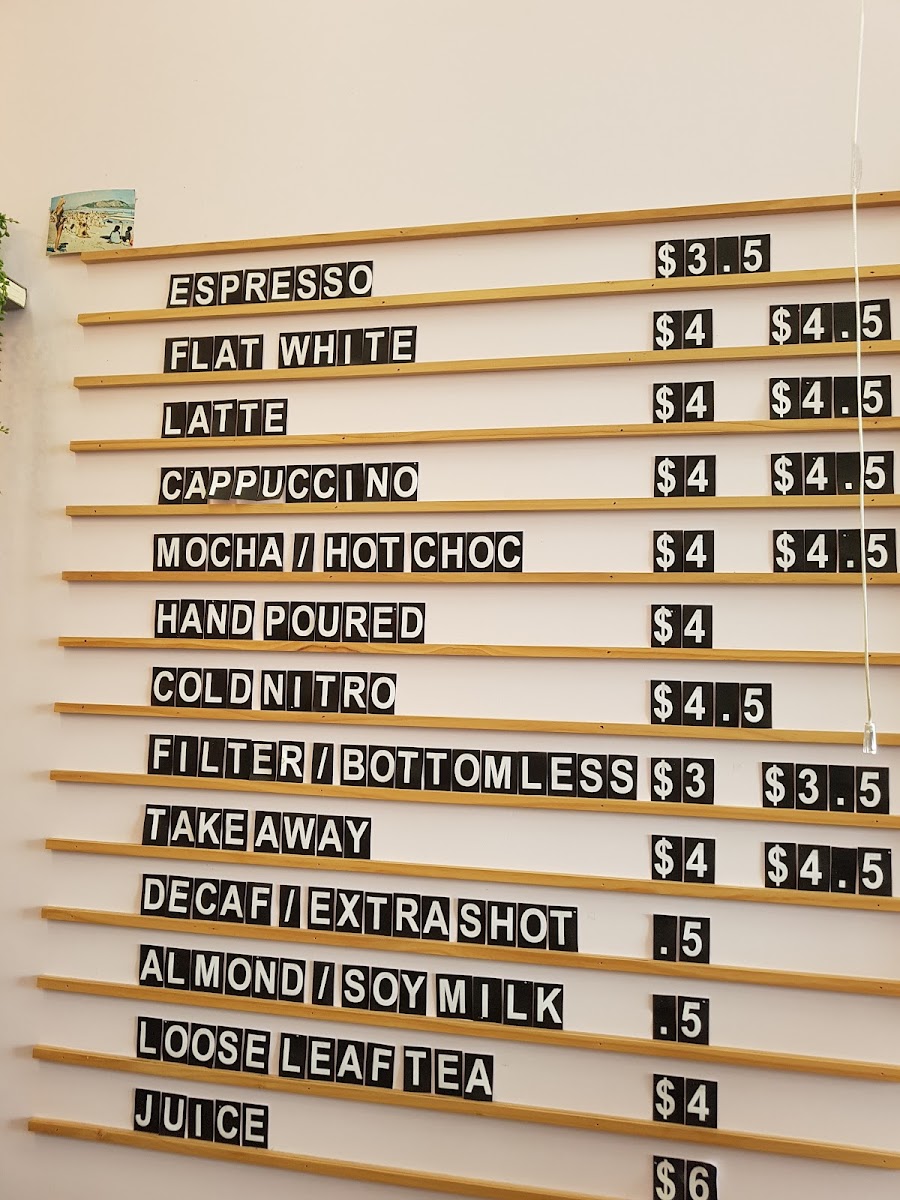 ESPRESSO $3.5
FLAT WHITE $4 $4.5
LATTE $4 $4.5
CAPPUCCINO $4 $4.5
MOCHA / HOT CHOC $4 $4.5
HAND POURED $4
COLD NITRO $4.5
FILTER / BOTTOMLESS $3 $3.5
TAKE AWAY $4 $4.5
DECAF / EXTRA SHOT .5
ALMOND / SOY MILK .5
LOOSE LEAF TEA $4
JUICE $6